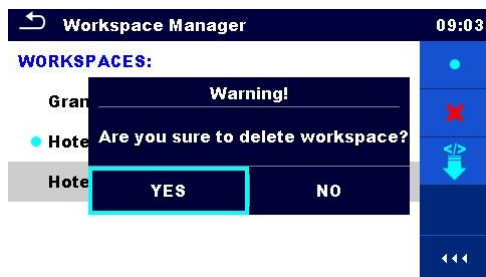 Workspace Manager 09:03
WORKSPACES:
Gran
Hote
Hote
Warning!
Are you sure to delete workspace?
YES NO